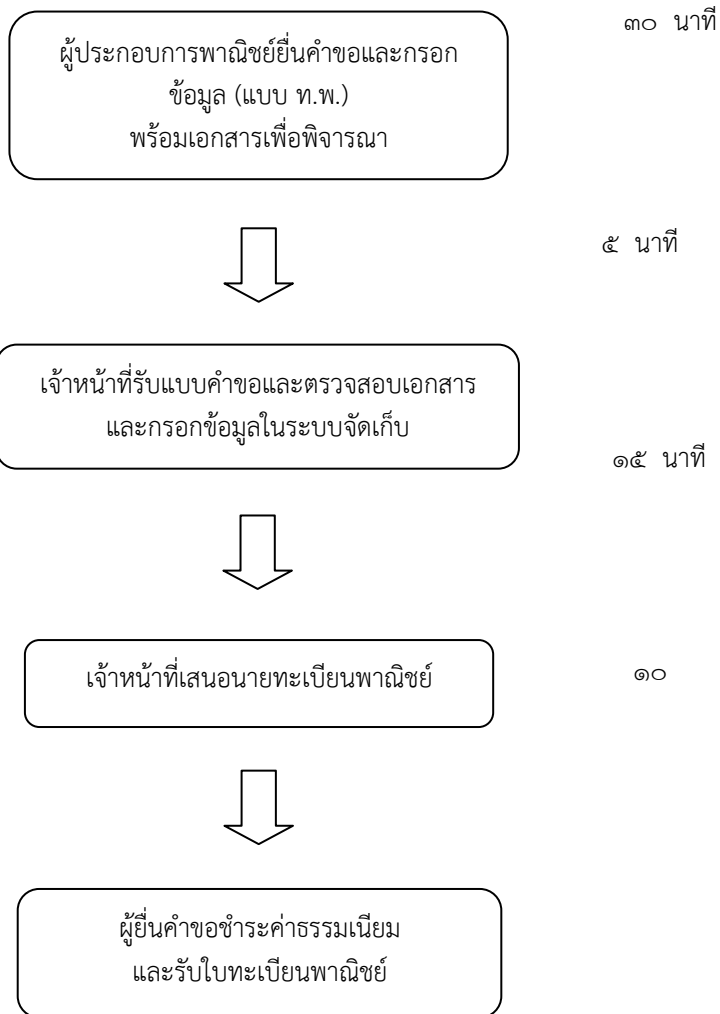 ๓๐ นาที
ผู้ประกอบการพาณิชย์ยื่นคำขอและกรอก
ข้อมูล (แบบ ท.พ.)
พร้อมเอกสารเพื่อพิจารณา
๕ นาที
เจ้าหน้าที่รับแบบคำขอและตรวจสอบเอกสาร
และกรอกข้อมูลในระบบจัดเก็บ
๑๕ นาที
เจ้าหน้าที่เสนอนายทะเบียนพาณิชย์
๑๐
ผู้ยื่นคำขอชำระค่าธรรมเนียม
และรับใบทะเบียนพาณิชย์